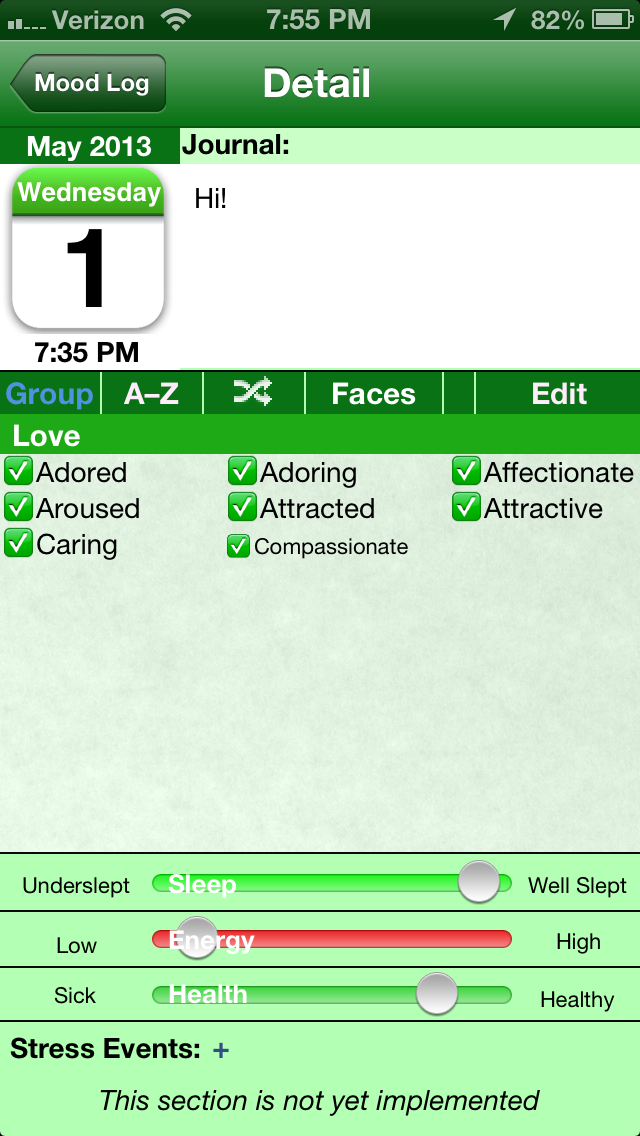 Verizon 7:55 PM 82%
Mood Log Detail
May 2013 Journal:
Wednesday
Hi!
1
7:35 PM
Group A–Z Faces Edit
Love
Adored Adoring Affectionate
Aroused Attracted Attractive
Caring Compassionate
Underslept Sleep Well Slept
Low Energy High
Sick Health Healthy
Stress Events: +
This section is not yet implemented